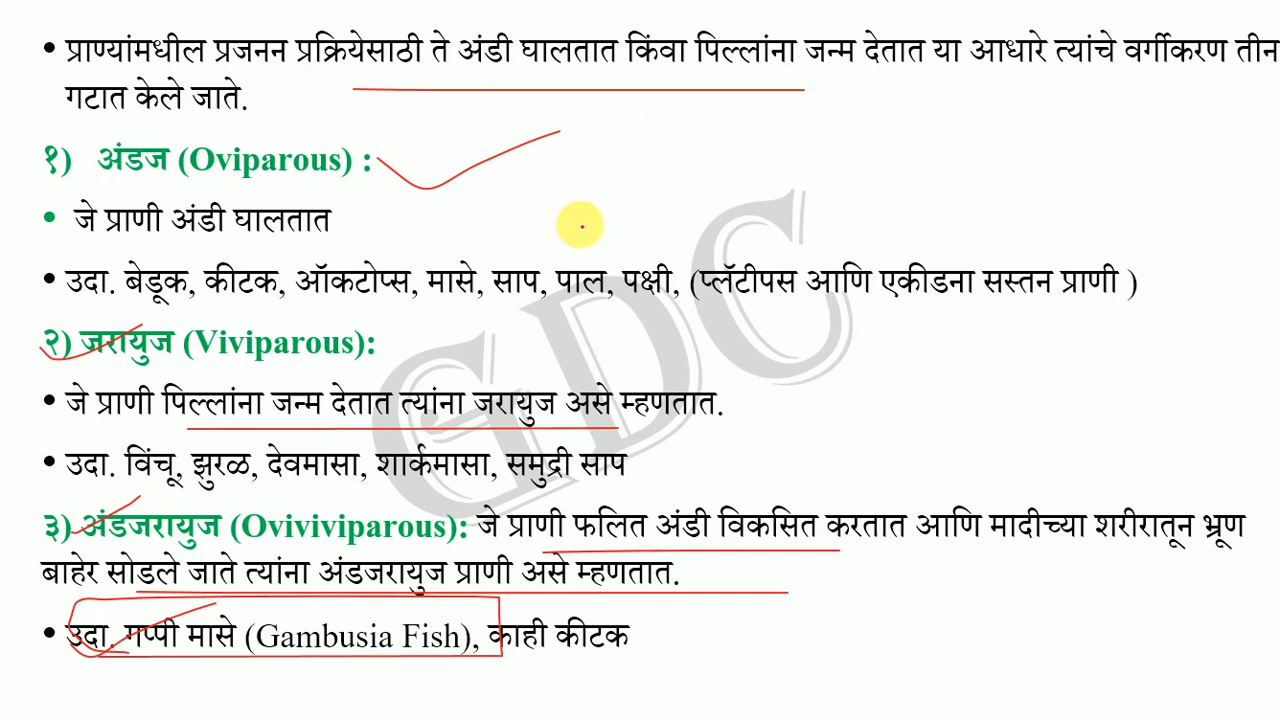 • प्राण्यांमधील प्रजनन प्रक्रियेसाठी ते अंडी घालतात किंवा पिल्लांना जन्म देतात या आधारे त्यांचे वर्गीकरण तीन
गटात केले जाते.
१) अंडज (Oviparous) :
• जे प्राणी अंडी घालतात
• उदा. बेडूक, कीटक, ऑकटोप्स, मासे, साप, पाल, पक्षी, (प्लॅटीपस आणि एकीडना सस्तन प्राणी )
२) जरायुज (Viviparous):
• जे प्राणी पिल्लांना जन्म देतात त्यांना जरायुज असे म्हणतात.
• उदा. विंचू, झुरळ, देवमासा, शार्कमासा, समुद्री साप
३) अंडजरायुज (Oviviviparous): जे प्राणी फलित अंडी विकसित करतात आणि मादीच्या शरीरातून भ्रूण
बाहेर सोडले जाते त्यांना अंडजरायुज प्राणी असे म्हणतात.
• उदा. गप्पी मासे (Gambusia Fish), काही कीटक
GDC